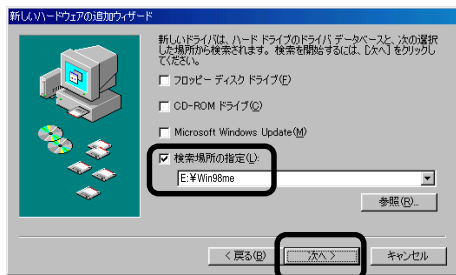 新しいハードウェアの追加ウィザード
新しいドライバは、ハード ドライブのドライバ データベースと、次の選択
した場所から検索されます。検索を開始するには、[次へ] をクリックし
てください。
フロッピー ディスク ドライブ(F)
CD-ROM ドライブ(C)
Microsoft Windows Update(M)
検索場所の指定(L):
E:¥Win98me
参照(R)...
< 戻る(B)
次へ >
キャンセル